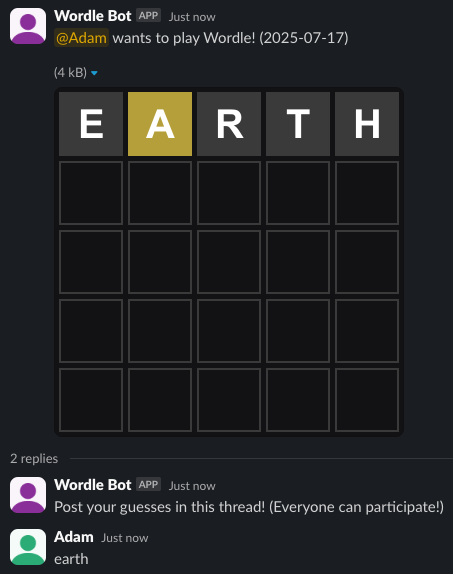 Wordle Bot APP Just now
@Adam wants to play Wordle! (2025-07-17)
(4 kB)
E A R T H
2 replies
Wordle Bot APP Just now
Post your guesses in this thread! (Everyone can participate!)
Adam Just now
earth